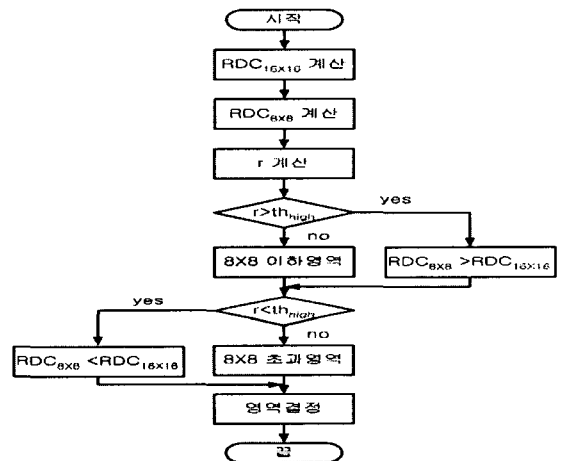 시작
RDC16X16 계산
RDC8X8 계산
r 계산
r>thhigh
yes
no
8X8 이하영역
RDC8X8 >RDC16X16
yes
r<thhigh
no
RDC8X8 <RDC16X16
8X8 초과영역
영역결정
끝